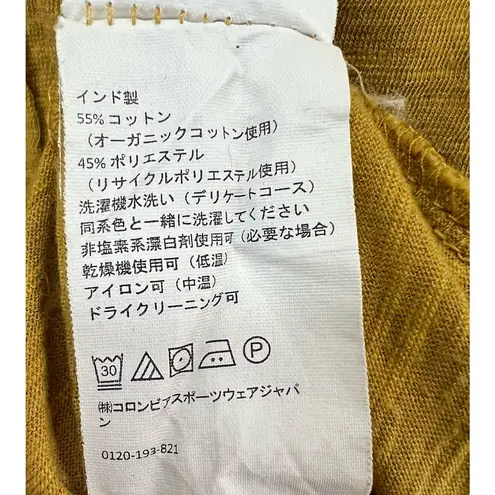 インド製
55% コットン
（オーガニックコットン使用）
45% ポリエステル
（リサイクルポリエステル使用）
洗濯機水洗い（デリケートコース）
同系色と一緒に洗濯してください
非塩素系漂白剤使用可（必要な場合）
乾燥機使用可（低温）
アイロン可（中温）
ドライクリーニング可
30 P
㈱コロンビアスポーツウェアジャパ
ン
0120-193-821